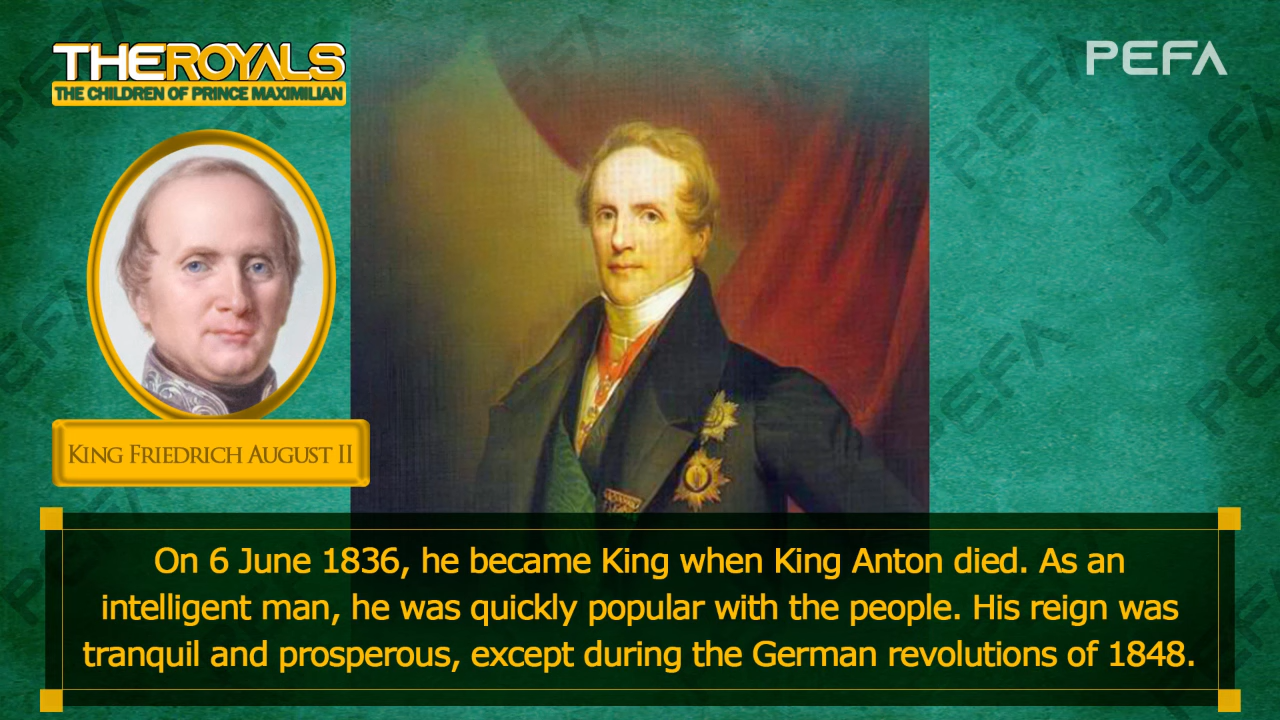 THE ROYALS
THE CHILDREN OF PRINCE MAXIMILIAN
PEFA
KING FRIEDRICH AUGUST II
On 6 June 1836, he became King when King Anton died. As an
intelligent man, he was quickly popular with the people. His reign was
tranquil and prosperous, except during the German revolutions of 1848.